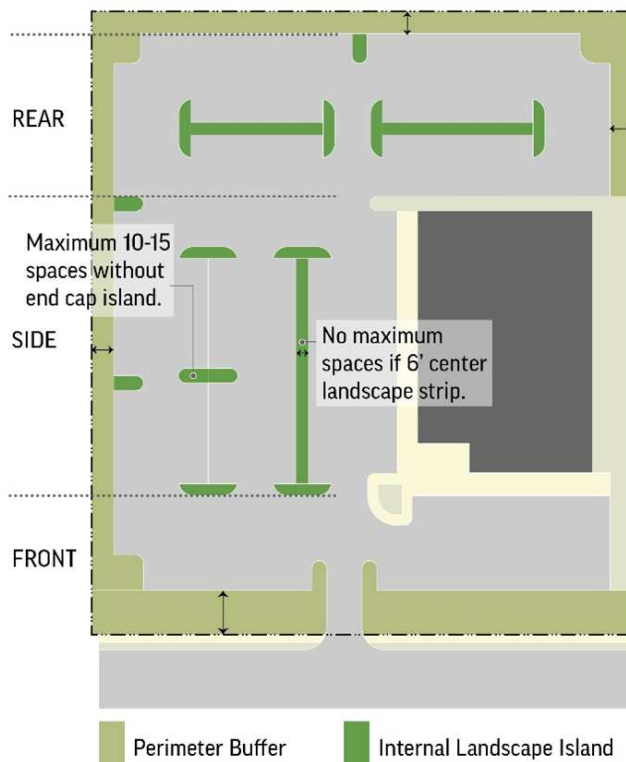 REAR
Maximum 10-15
spaces without
end cap island.
SIDE
No maximum
spaces if 6' center
landscape strip.
FRONT
Perimeter Buffer
Internal Landscape Island